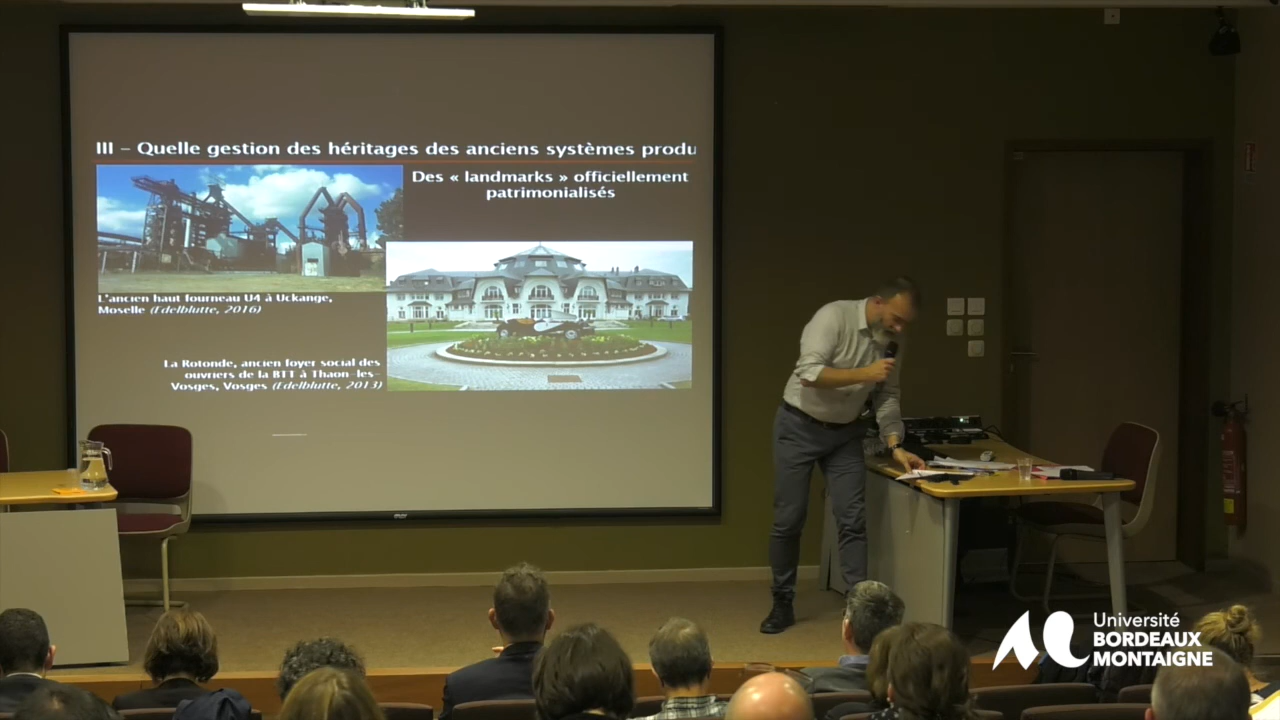 III – Quelle gestion des héritages des anciens systèmes produ
Des « landmarks » officiellement
patrimonialisés
L'ancien haut fourneau U4 à Uckange,
Moselle (Edelblutte, 2016)
La Rotonde, ancien foyer social des
ouvriers de la BTT à Thaon-les-
Vosges, Vosges (Edelblutte, 2013)
Université
BORDEAUX
MONTAIGNE